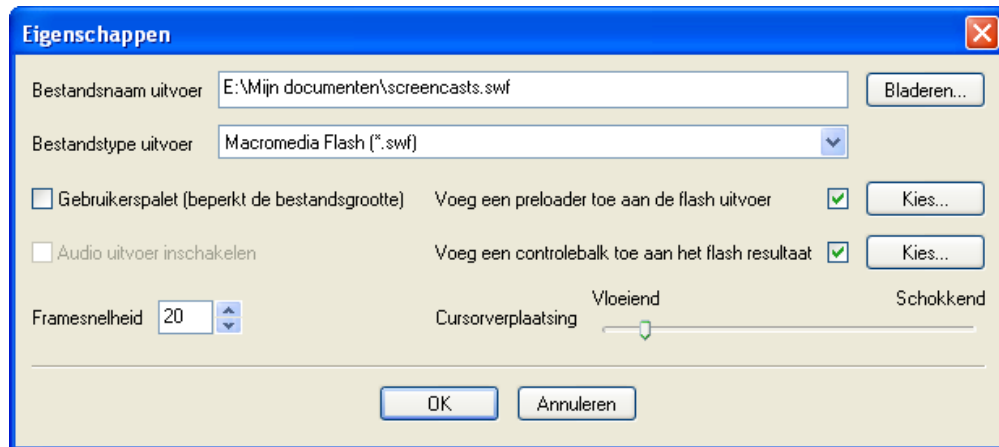 Eigenschappen
Bestandsnaam uitvoer E:\Mijn documenten\screencasts.swf Bladeren...
Bestandstype uitvoer Macromedia Flash (*.swf)
Gebruikerspalet (beperkt de bestandsgrootte) Voeg een preloader toe aan de flash uitvoer Kies...
Audio uitvoer inschakelen Voeg een controlebalk toe aan het flash resultaat Kies...
Vloeiend Schokkend
Framesnelheid 20 Cursorverplaatsing
OK Annuleren